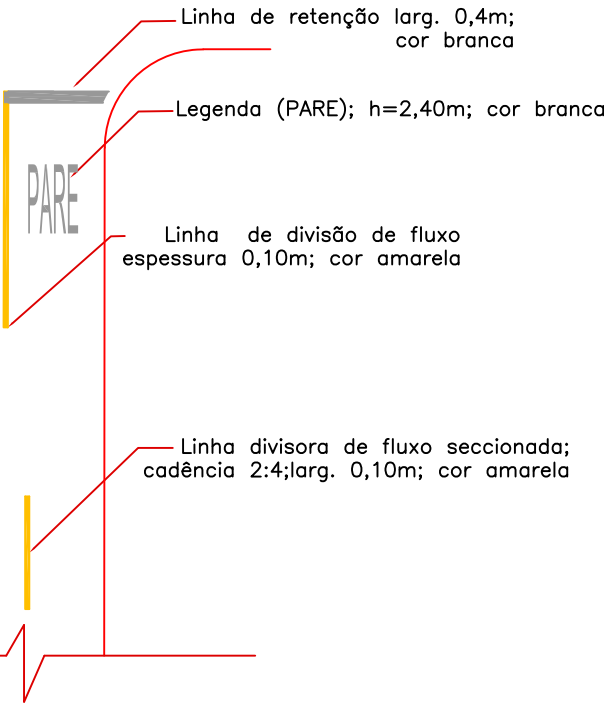 Linha de retenção larg. 0,4m;
cor branca
Legenda (PARE); h=2,40m; cor branca
PARE
Linha de divisão de fluxo
espessura 0,10m; cor amarela
Linha divisora de fluxo seccionada;
cadência 2:4;larg. 0,10m; cor amarela